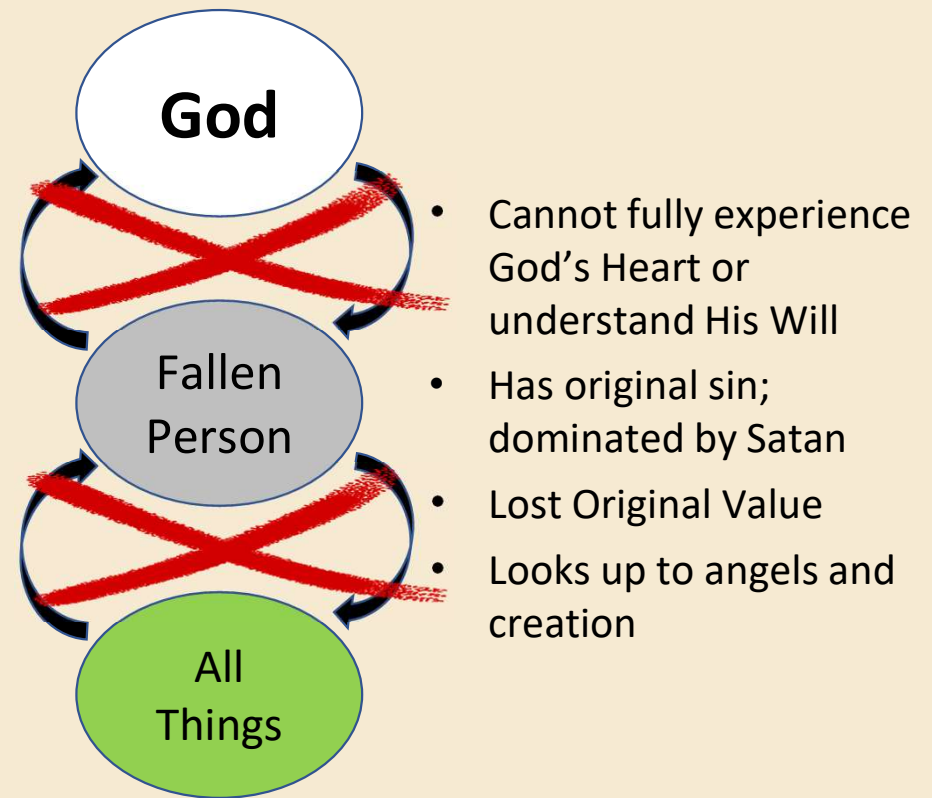 God
Fallen
Person
All
Things
• Cannot fully experience
God’s Heart or
understand His Will
• Has original sin;
dominated by Satan
• Lost Original Value
• Looks up to angels and
creation